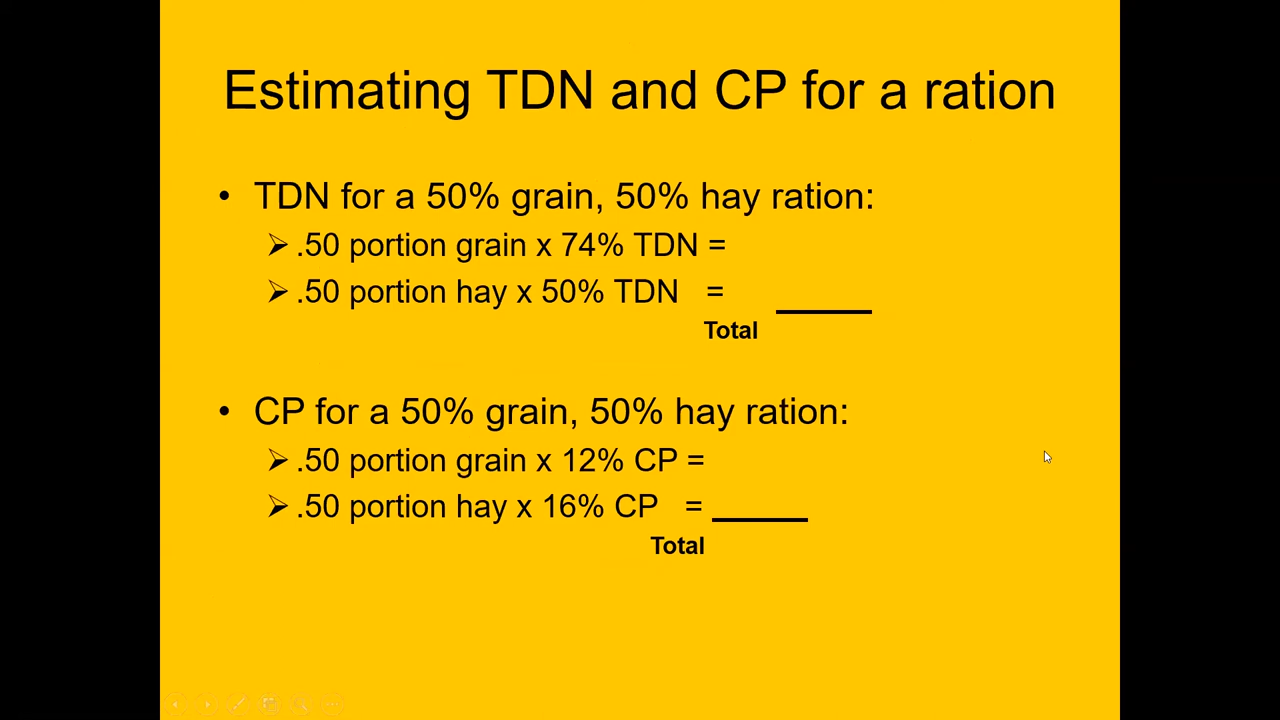 Estimating TDN and CP for a ration
• TDN for a 50% grain, 50% hay ration:
➢ .50 portion grain x 74% TDN =
➢ .50 portion hay x 50% TDN = ______
Total
• CP for a 50% grain, 50% hay ration:
➢ .50 portion grain x 12% CP =
➢ .50 portion hay x 16% CP = ______
Total